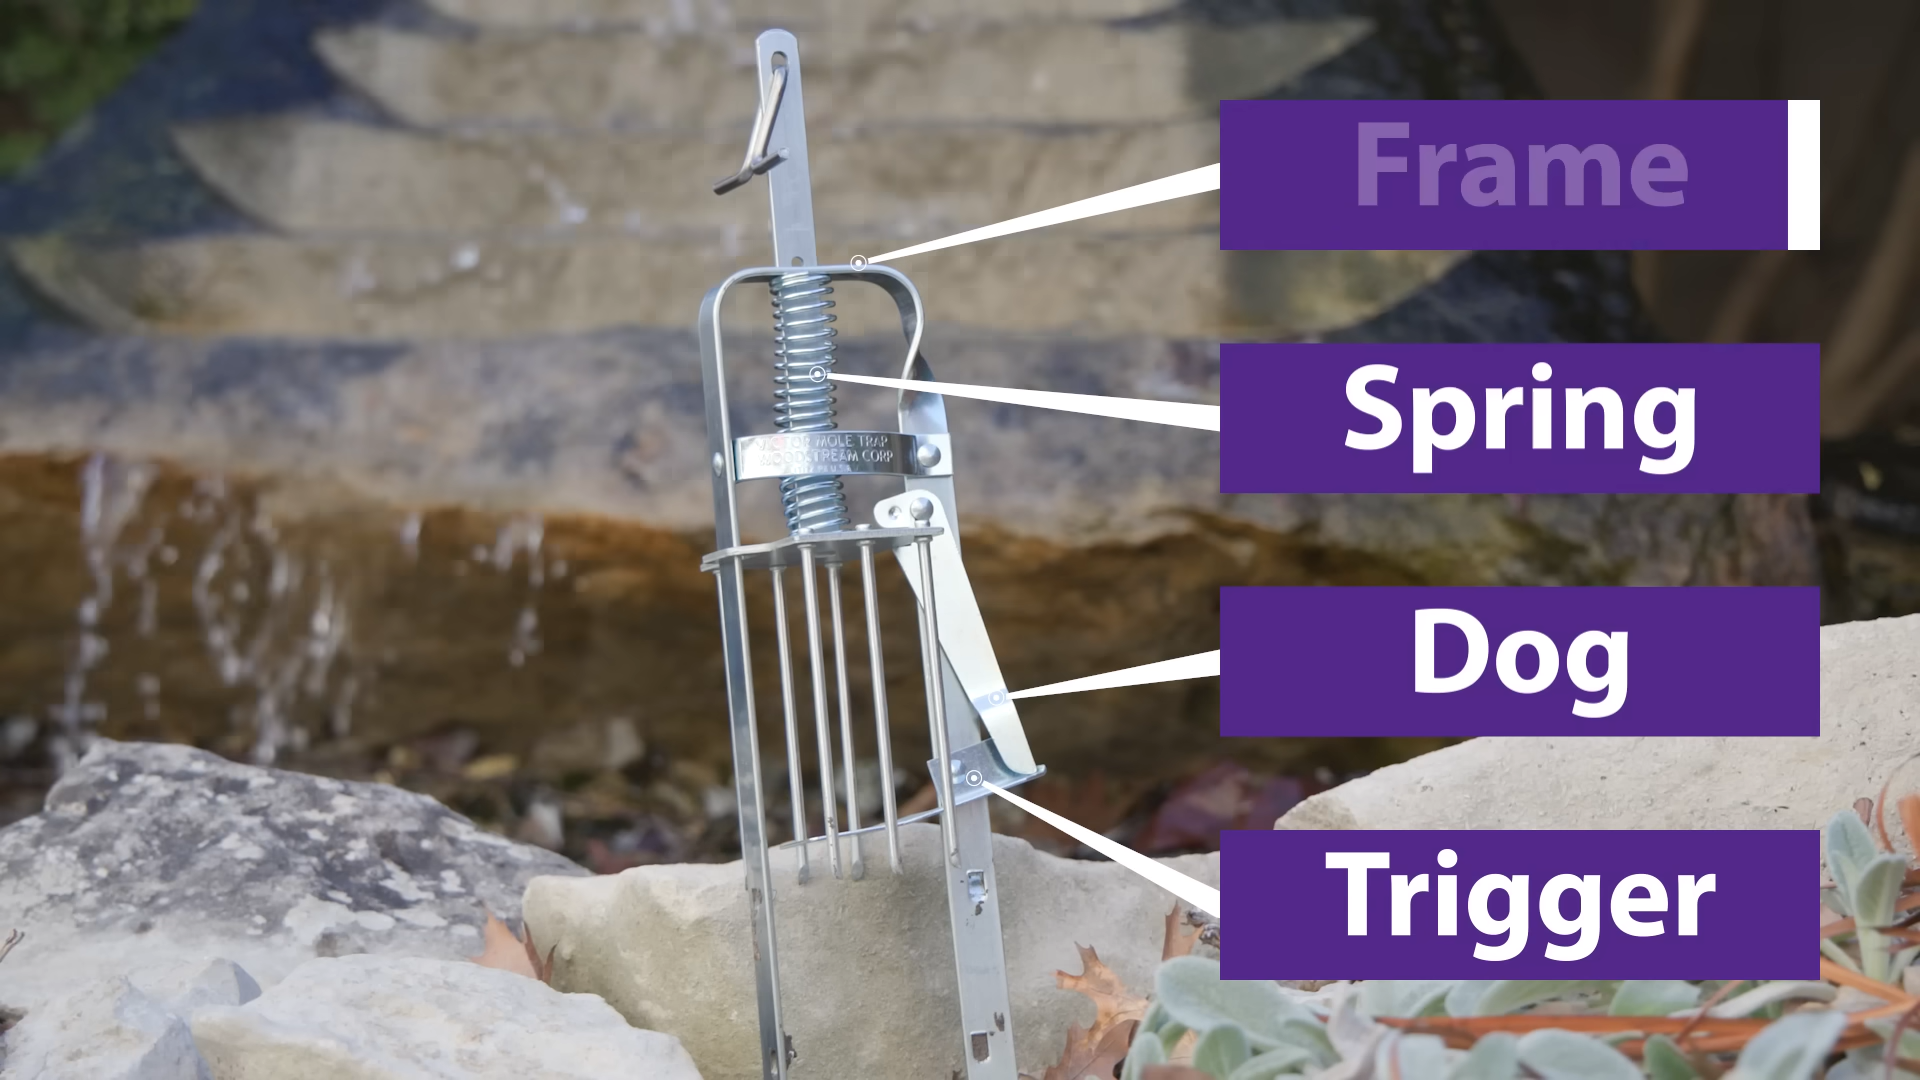 Frame
Spring
MOLE TRAP
WOODSTREAM CORP
Dog
Trigger